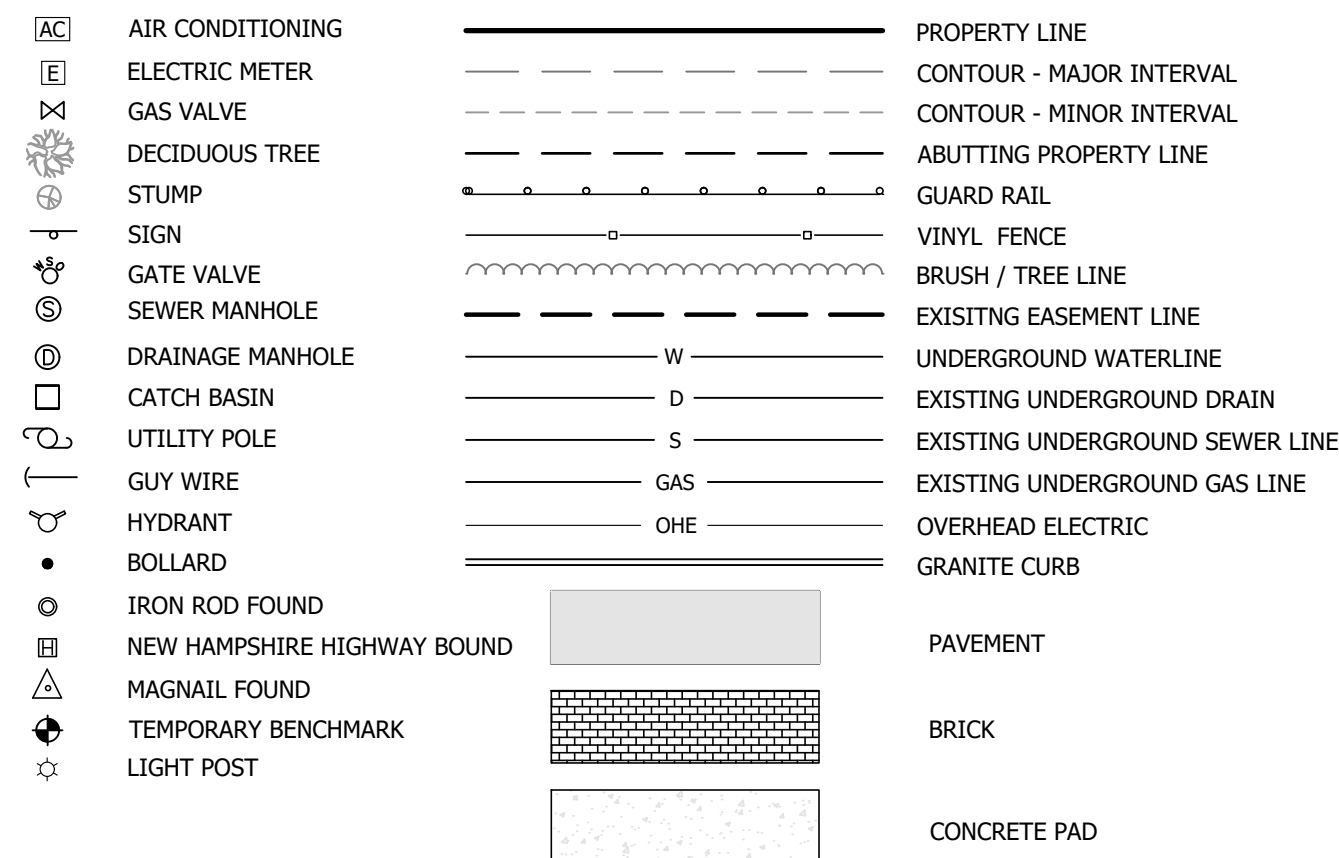 AC AIR CONDITIONING
E ELECTRIC METER
GAS VALVE
DECIDUOUS TREE
STUMP
SIGN
W S G GATE VALVE
S SEWER MANHOLE
D DRAINAGE MANHOLE
CATCH BASIN
UTILITY POLE
GUY WIRE
HYDRANT
BOLLARD
IRON ROD FOUND
H NEW HAMPSHIRE HIGHWAY BOUND
MAGNAIL FOUND
TEMPORARY BENCHMARK
LIGHT POST
PROPERTY LINE
CONTOUR - MAJOR INTERVAL
CONTOUR - MINOR INTERVAL
ABUTTING PROPERTY LINE
GUARD RAIL
VINYL FENCE
BRUSH / TREE LINE
EXISITNG EASEMENT LINE
W UNDERGROUND WATERLINE
D EXISTING UNDERGROUND DRAIN
S EXISTING UNDERGROUND SEWER LINE
GAS EXISTING UNDERGROUND GAS LINE
OHE OVERHEAD ELECTRIC
GRANITE CURB
PAVEMENT
BRICK
CONCRETE PAD